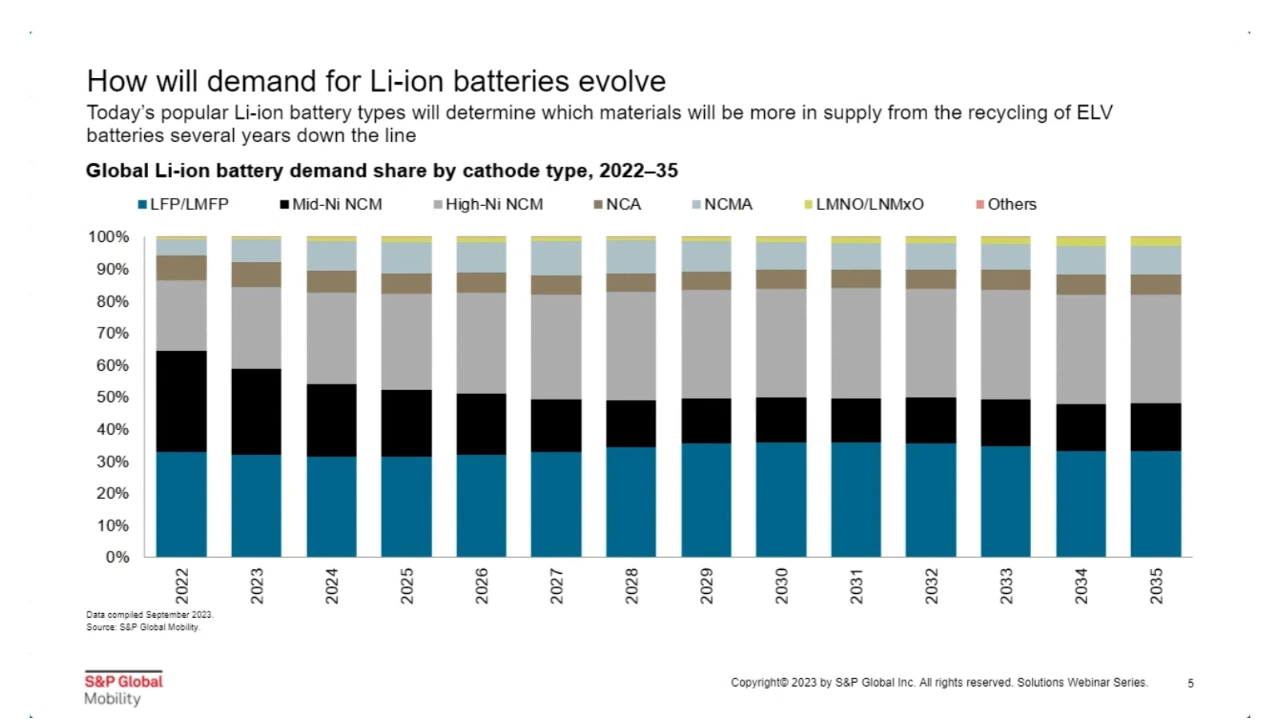 How will demand for Li-ion batteries evolve
Today's popular Li-ion battery types will determine which materials will be more in supply from the recycling of ELV
batteries several years down the line
Global Li-ion battery demand share by cathode type, 2022–35
LFP/LMFP Mid-Ni NCM High-Ni NCM NCA NCMA LMNO/LNMxO Others
100%
90%
80%
70%
60%
50%
40%
30%
20%
10%
0%
2022 2023 2024 2025 2026 2027 2028 2029 2030 2031 2032 2033 2034 2035
Data compiled September 2023.
Source: S&P Global Mobility.
S&P Global
Mobility
Copyright© 2023 by S&P Global Inc. All rights reserved. Solutions Webinar Series. 5